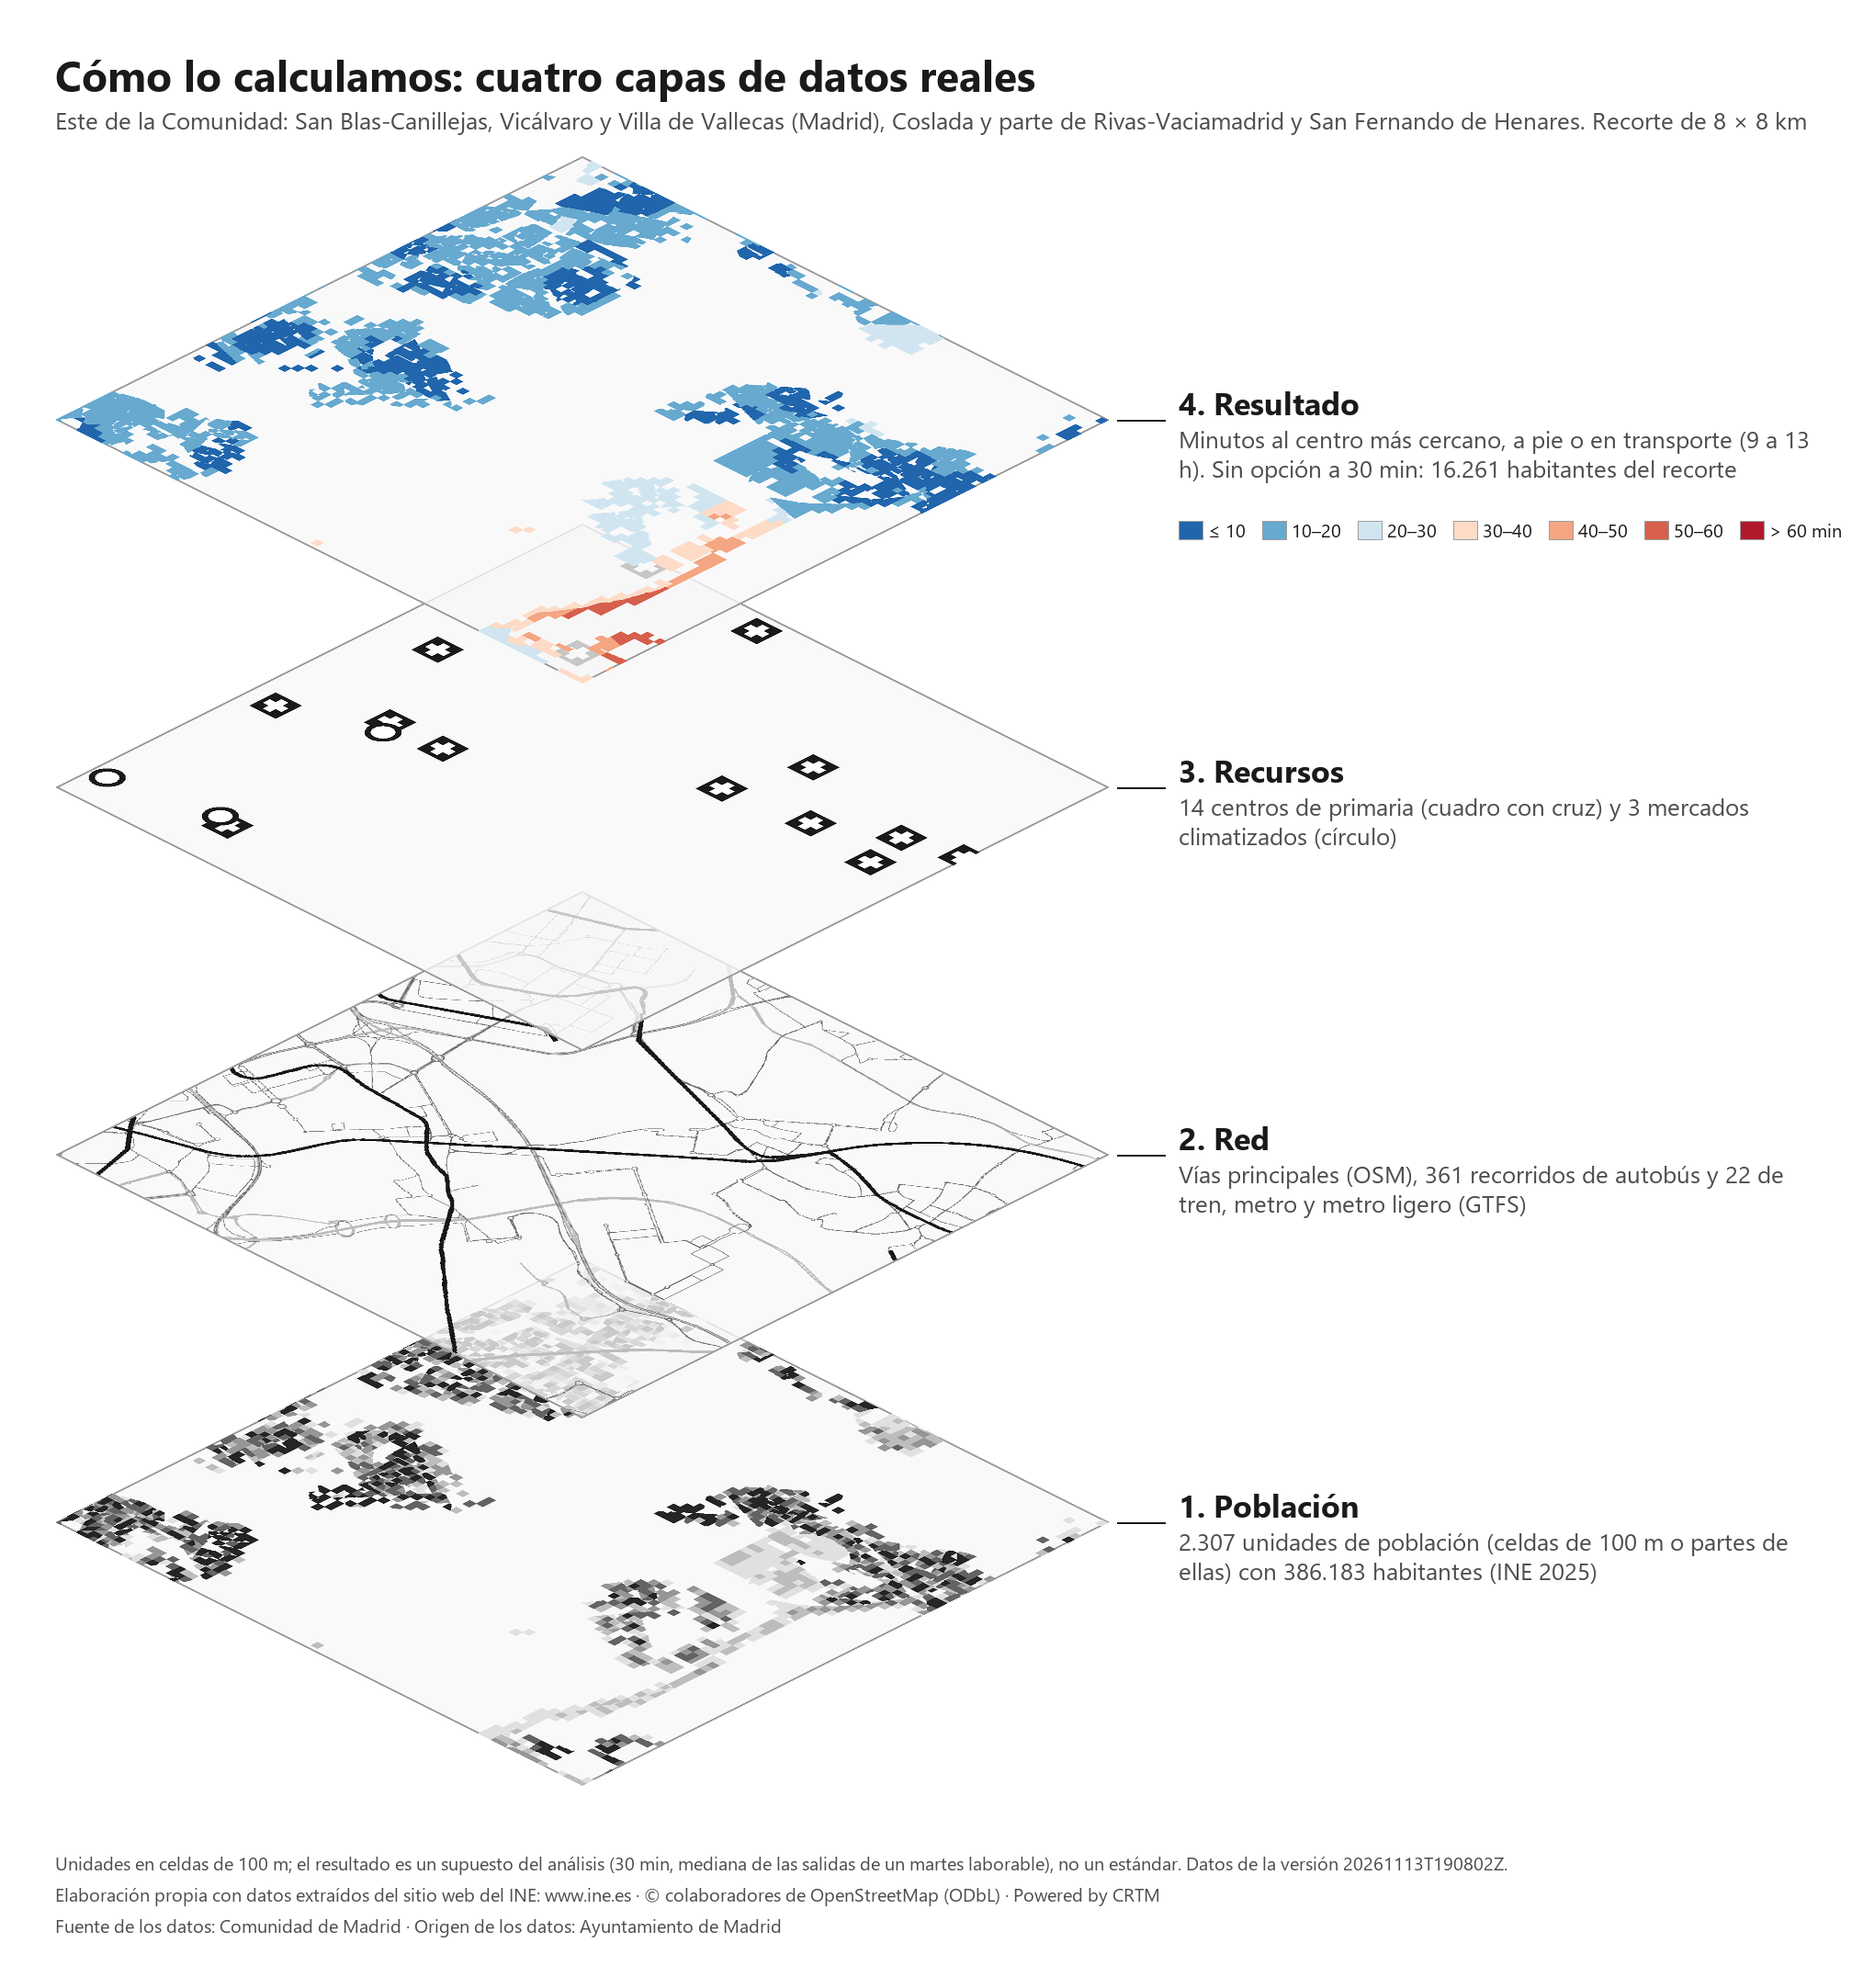 Cómo lo calculamos: cuatro capas de datos reales
Este de la Comunidad: San Blas-Canillejas, Vicálvaro y Villa de Vallecas (Madrid), Coslada y parte de Rivas-Vaciamadrid y San Fernando de Henares. Recorte de 8 × 8 km
4. Resultado
Minutos al centro más cercano, a pie o en transporte (9 a 13
h). Sin opción a 30 min: 16.261 habitantes del recorte
≤ 10 10–20 20–30 30–40 40–50 50–60 > 60 min
3. Recursos
14 centros de primaria (cuadro con cruz) y 3 mercados
climatizados (círculo)
2. Red
Vías principales (OSM), 361 recorridos de autobús y 22 de
tren, metro y metro ligero (GTFS)
1. Población
2.307 unidades de población (celdas de 100 m o partes de
ellas) con 386.183 habitantes (INE 2025)
Unidades en celdas de 100 m; el resultado es un supuesto del análisis (30 min, mediana de las salidas de un martes laborable), no un estándar. Datos de la versión 20261113T190802Z.
Elaboración propia con datos extraídos del sitio web del INE: www.ine.es · © colaboradores de OpenStreetMap (ODbL) · Powered by CRTM
Fuente de los datos: Comunidad de Madrid · Origen de los datos: Ayuntamiento de Madrid